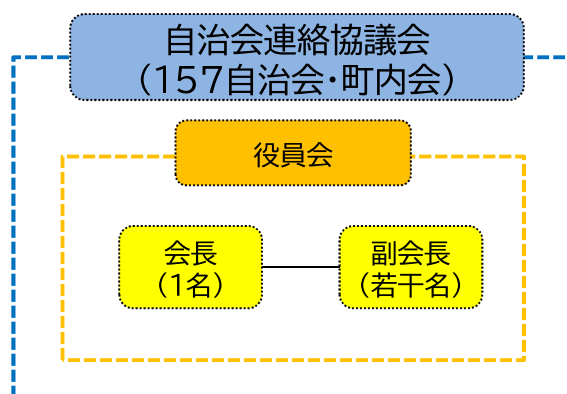 自治会連絡協議会
（157自治会・町内会）
役員会
会長
（1名）
副会長
（若干名）